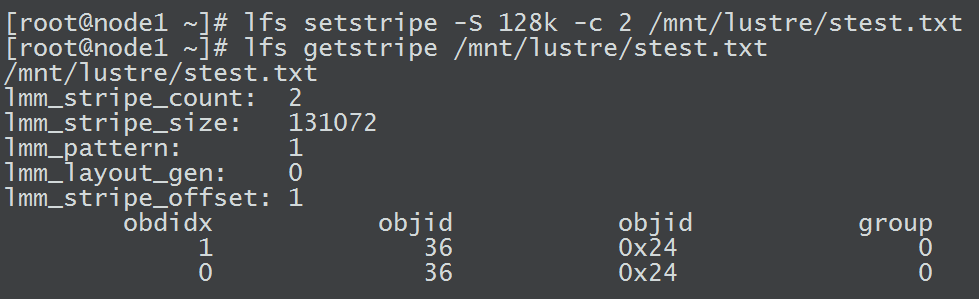 [root@node1 ~]# lfs setstripe -S 128k -c 2 /mnt/lustre/stest.txt
[root@node1 ~]# lfs getstripe /mnt/lustre/stest.txt
/mnt/lustre/stest.txt
lmm_stripe_count:  2
lmm_stripe_size:   131072
lmm_pattern:       1
lmm_layout_gen:    0
lmm_stripe_offset: 1
        obdidx           objid           objid           group
             1              36            0x24               0
             0              36            0x24               0